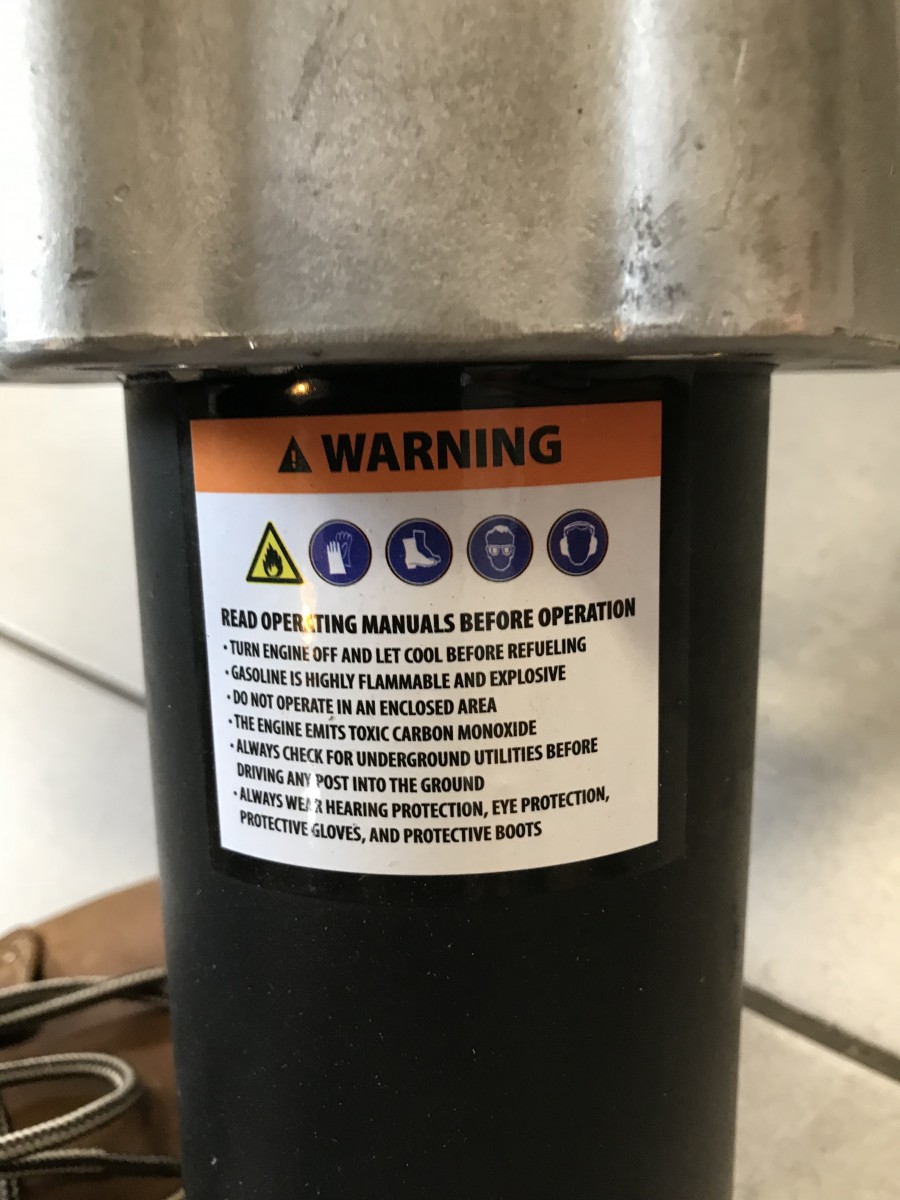 WARNING
READ OPERATING MANUALS BEFORE OPERATION
• TURN ENGINE OFF AND LET COOL BEFORE REFUELING
• GASOLINE IS HIGHLY FLAMMABLE AND EXPLOSIVE
• DO NOT OPERATE IN AN ENCLOSED AREA
• THE ENGINE EMITS TOXIC CARBON MONOXIDE
• ALWAYS CHECK FOR UNDERGROUND UTILITIES BEFORE
DRIVING ANY POST INTO THE GROUND
• ALWAYS WEAR HEARING PROTECTION, EYE PROTECTION,
PROTECTIVE GLOVES, AND PROTECTIVE BOOTS